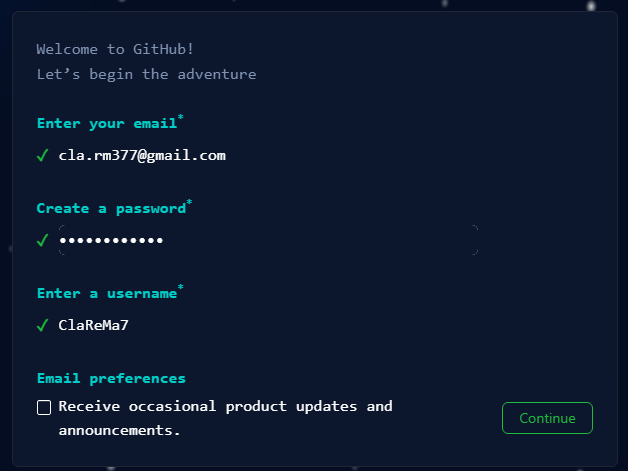 Welcome to GitHub!
Let’s begin the adventure
Enter your email*
✓ cla.rm377@gmail.com
Create a password*
✓ ••••••••••••
Enter a username*
✓ ClaReMa7
Email preferences
Receive occasional product updates and
announcements.
Continue